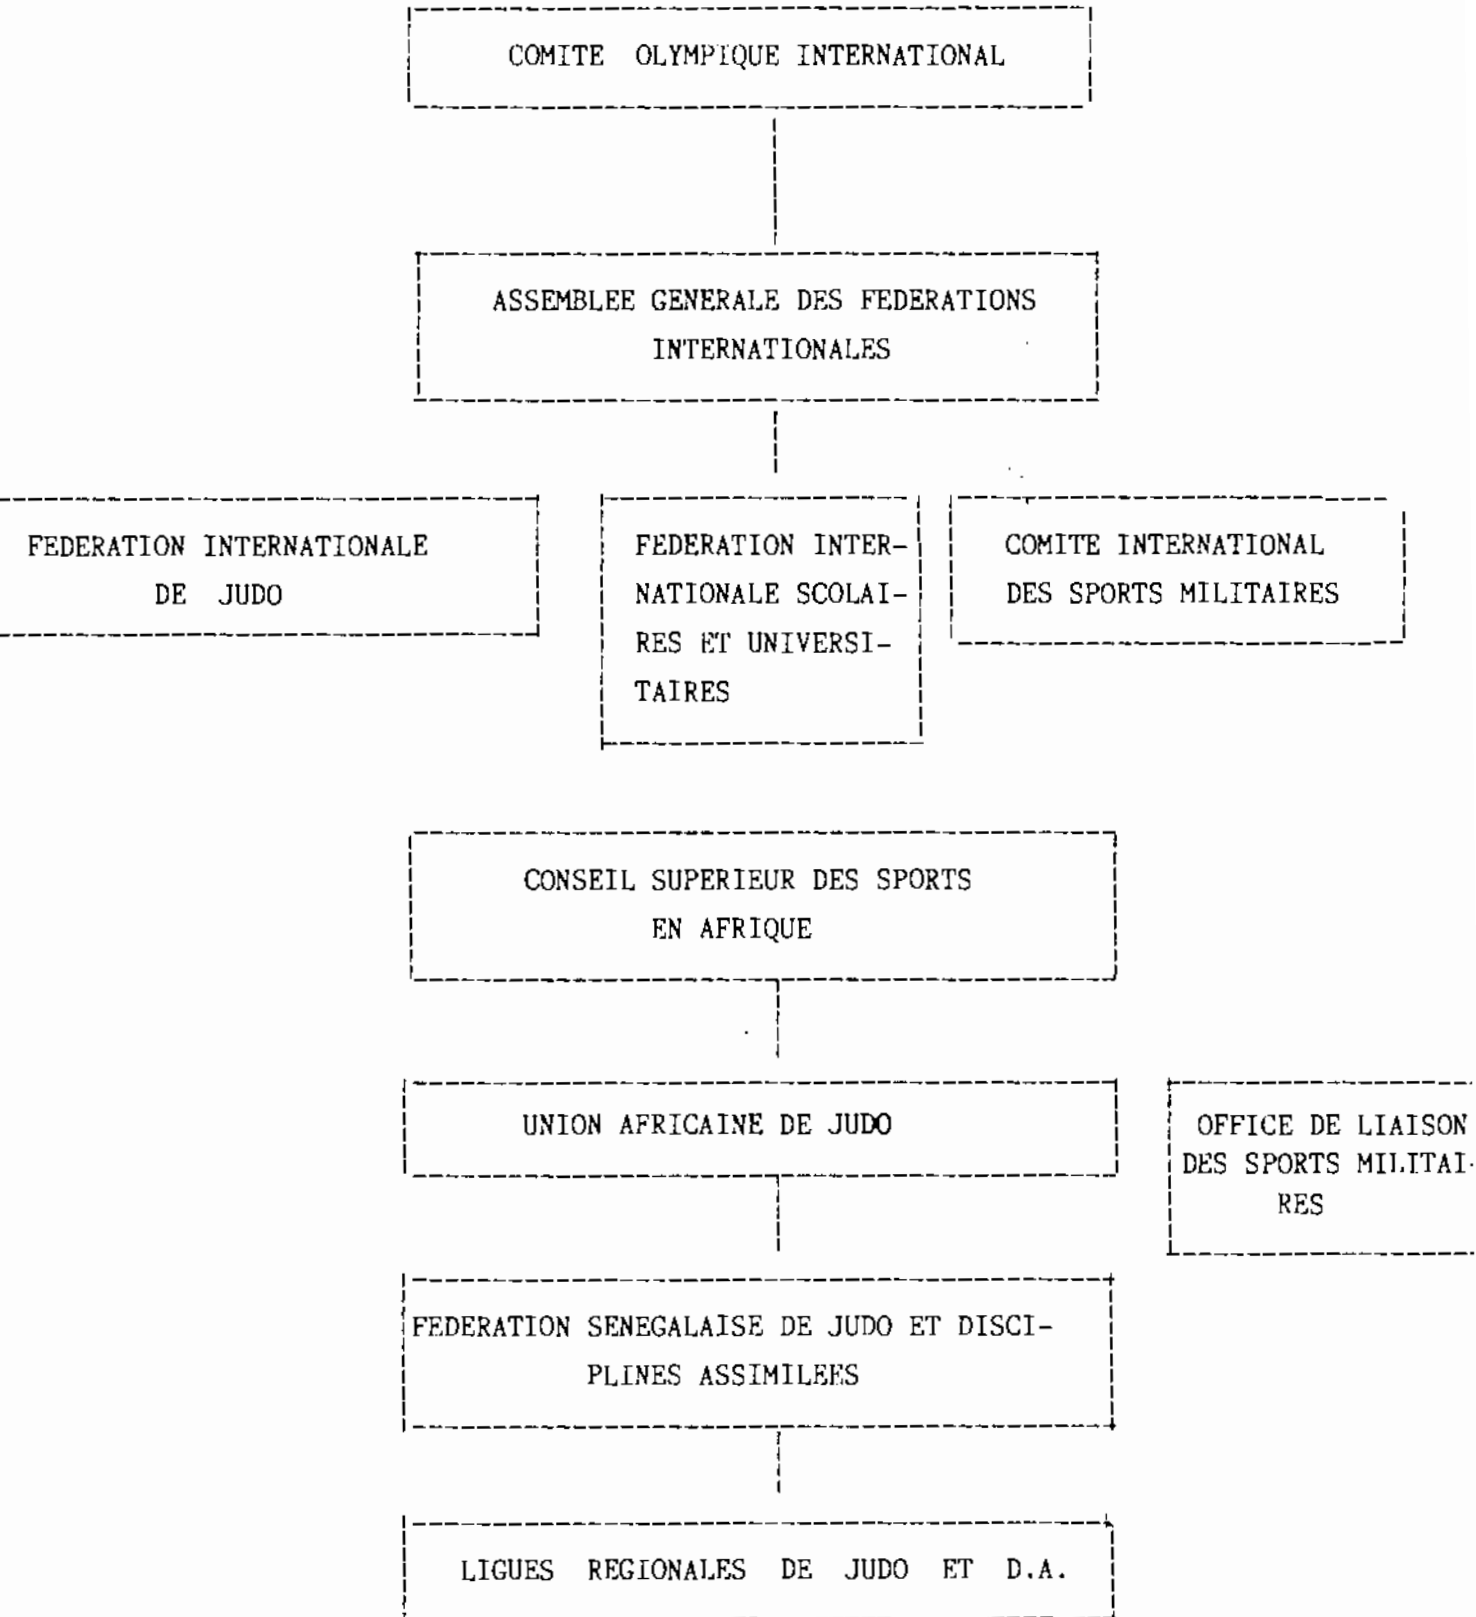 COMITE OLYMPIQUE INTERNATIONAL
ASSEMBLEE GENERALE DES FEDERATIONS
INTERNATIONALES
FEDERATION INTERNATIONALE
DE JUDO
FEDERATION INTER-
NATIONALE SCOLAI-
RES ET UNIVERSI-
TAIRES
COMITE INTERNATIONAL
DES SPORTS MILITAIRES
CONSEIL SUPERIEUR DES SPORTS
EN AFRIQUE
UNION AFRICAINE DE JUDO
OFFICE DE LIAISON
DES SPORTS MILITAI-
RES
FEDERATION SENEGALAISE DE JUDO ET DISCI-
PLINES ASSIMILEES
LIGUES REGIONALES DE JUDO ET D.A.